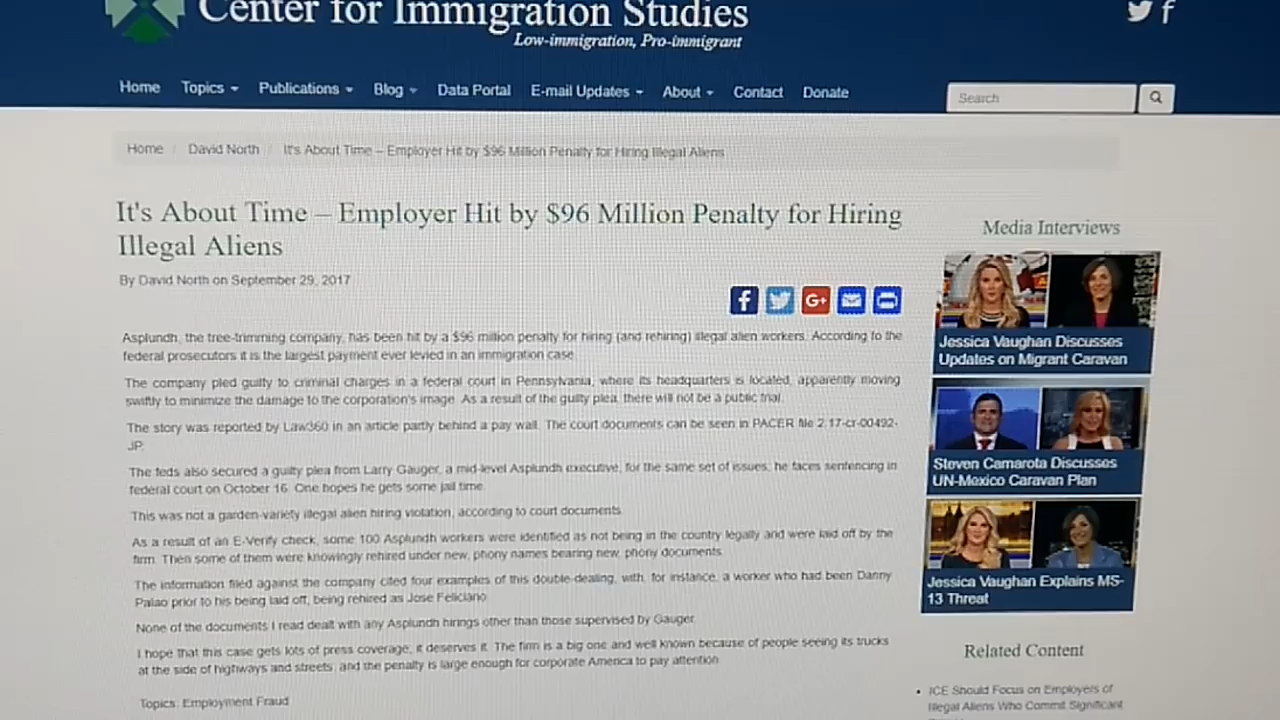 Center for Immigration Studies
Low-immigration, Pro-immigrant
Home Topics Publications Blog Data Portal E-mail Updates About Contact Donate
Search
Home / David North / It's About Time – Employer Hit by $96 Million Penalty for Hiring Illegal Aliens
It's About Time – Employer Hit by $96 Million Penalty for Hiring
Illegal Aliens
By David North on September 29, 2017
f G+
Asplundh, the tree-trimming company, has been hit by a $96 million penalty for hiring (and rehiring) illegal alien workers. According to the
federal prosecutors it is the largest payment ever levied in an immigration case.
The company pled guilty to criminal charges in a federal court in Pennsylvania, where its headquarters is located, apparently moving
swiftly to minimize the damage to the corporation's image. As a result of the guilty plea, there will not be a public trial.
The story was reported by Law360 in an article partly behind a pay wall. The court documents can be seen in PACER file 2:17-cr-00492-
JP.
The feds also secured a guilty plea from Larry Gauger, a mid-level Asplundh executive, for the same set of issues; he faces sentencing in
federal court on October 16. One hopes he gets some jail time.
This was not a garden-variety illegal alien hiring violation, according to court documents.
As a result of an E-Verify check, some 100 Asplundh workers were identified as not being in the country legally and were laid off by the
firm. Then some of them were knowingly rehired under new, phony names bearing new, phony documents.
The information filed against the company cited four examples of this double-dealing, with, for instance, a worker who had been Danny
Palao prior to his being laid off, being rehired as Jose Feliciano.
None of the documents I read dealt with any Asplundh hirings other than those supervised by Gauger.
I hope that this case gets lots of press coverage; it deserves it. The firm is a big one and well known because of people seeing its trucks
at the side of highways and streets, and the penalty is large enough for corporate America to pay attention.
Topics: Employment Fraud
Media Interviews
Jessica Vaughan Discusses
Updates on Migrant Caravan
Steven Camarota Discusses
UN-Mexico Caravan Plan
Jessica Vaughan Explains MS-
13 Threat
Related Content
ICE Should Focus on Employers of
Illegal Aliens Who Commit Significant